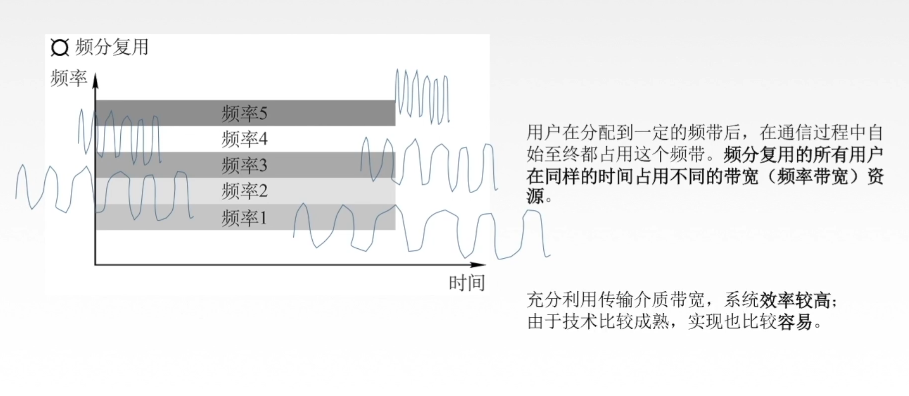 ¤ 频分复用
频率
频率5
频率4
频率3
频率2
频率1
时间
用户在分配到一定的频带后，在通信过程中自
始至终都占用这个频带。频分复用的所有用户
在同样的时间占用不同的带宽（频率带宽）资
源。
充分利用传输介质带宽，系统效率较高；
由于技术比较成熟，实现也比较容易。